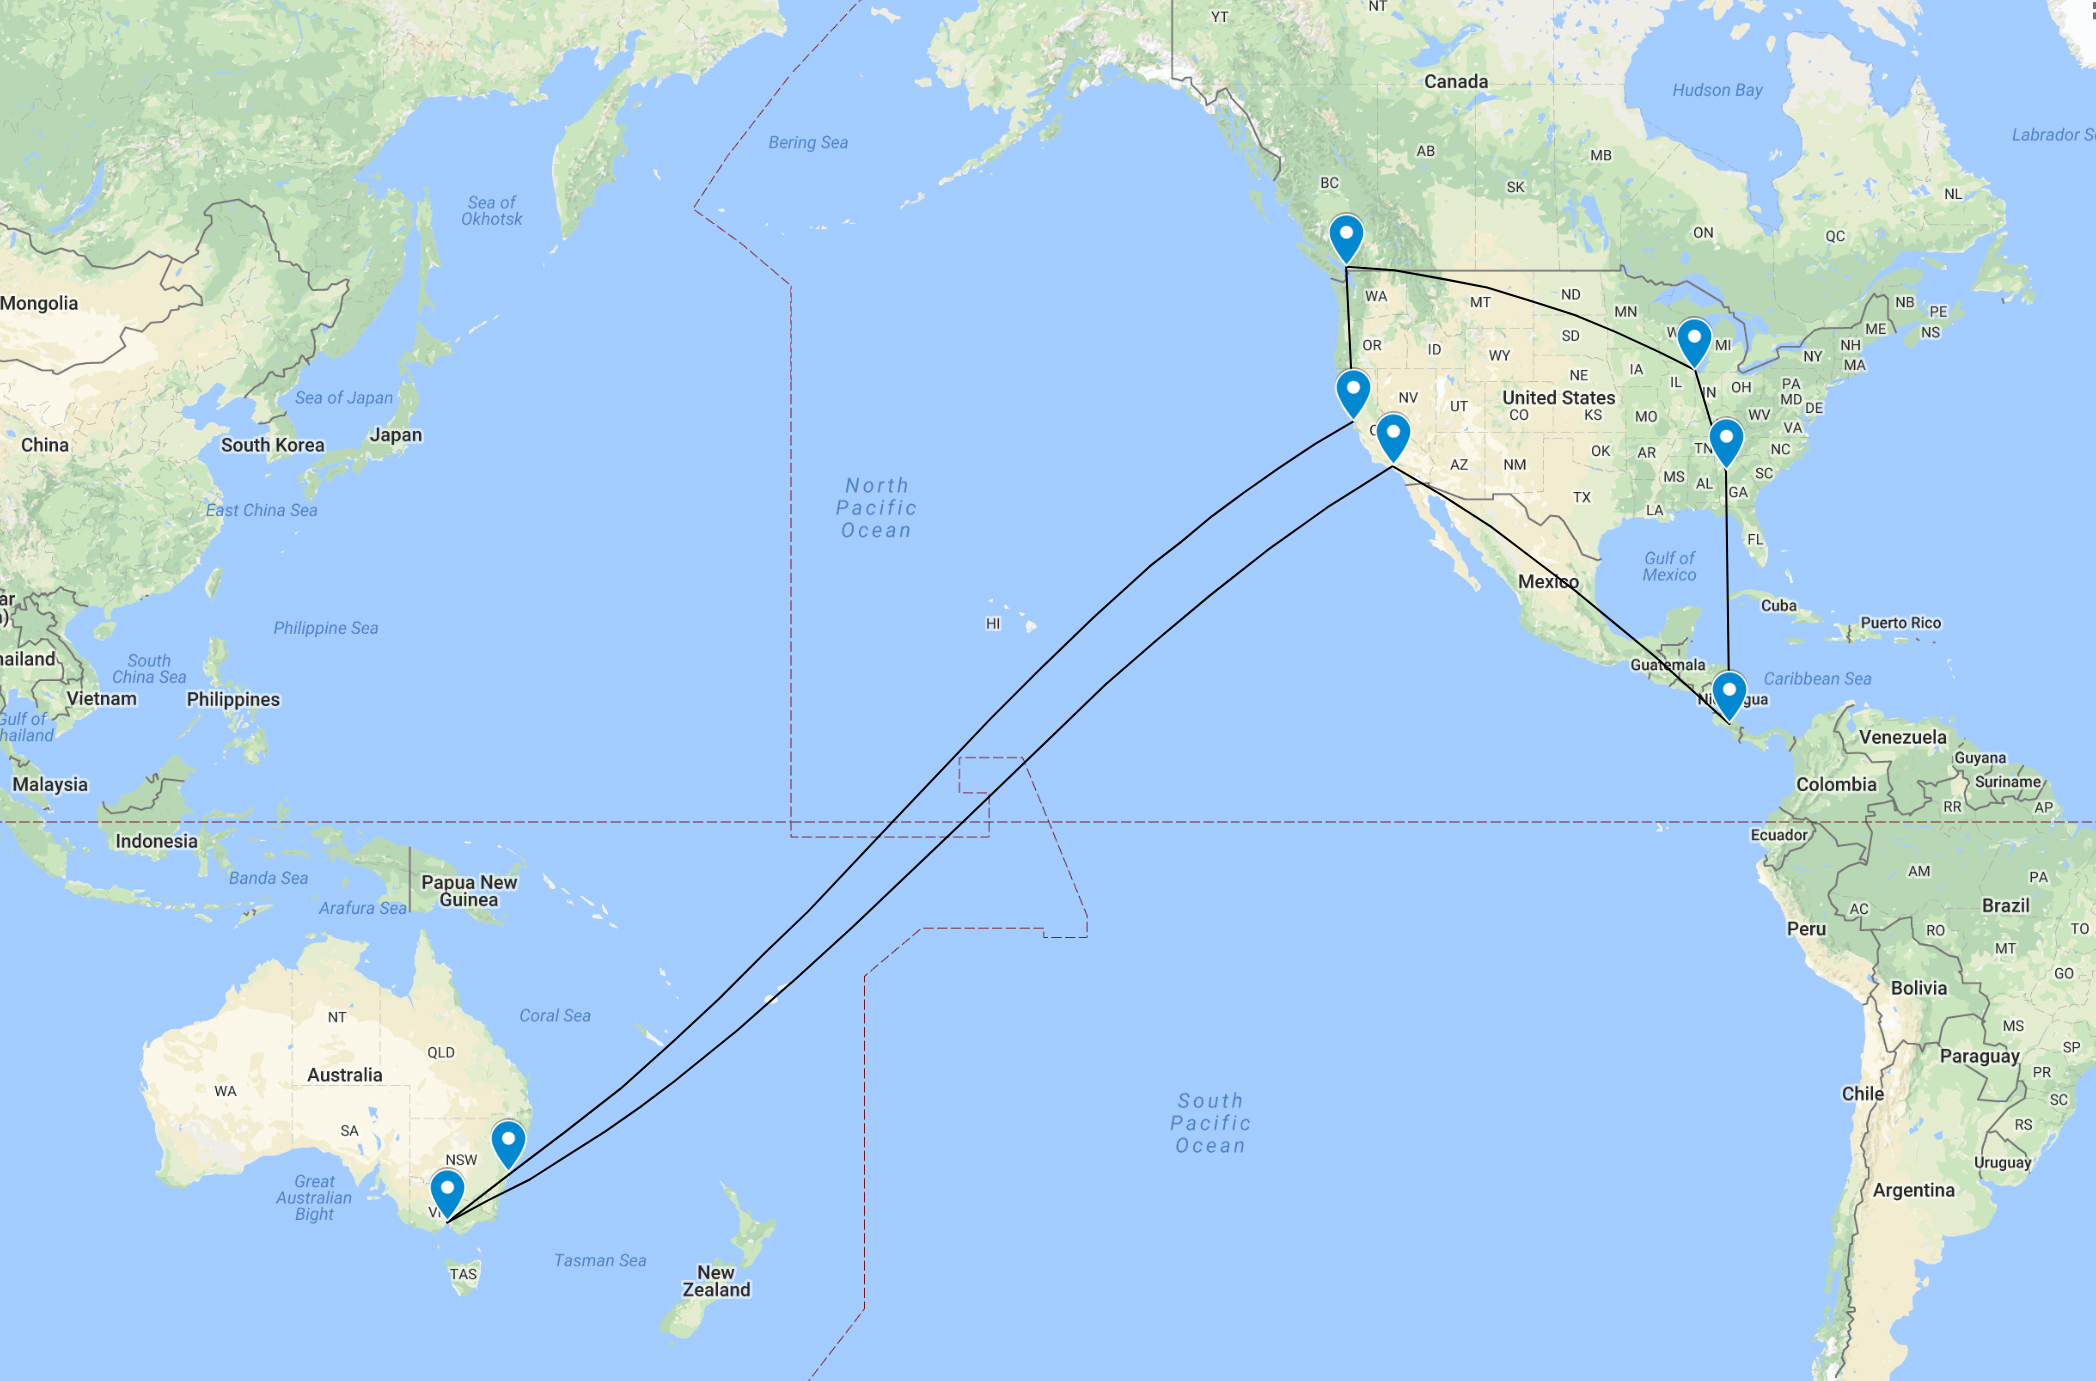 YT
NT
Canada
Hudson Bay
Labrador S
Bering Sea
AB
MB
BC
SK
NL
Sea of
Okhotsk
ON
QC
WA
MT
ND
MN
NB
PE
ME
NS
Mongolia
OR
ID
WY
SD
W
MI
NH
NY
MA
Sea of Japan
NV
UT
United States
NE
IA
IL
IN
OH
PA
MD
DE
CO
KS
MO
WV
VA
China
South Korea
Japan
C
AZ
NM
OK
AR
TN
NC
SC
MS
AL
GA
TX
LA
North
Pacific
Ocean
East China Sea
FL
Gulf of
Mexico
Mexico
ar
)
Cuba
Puerto Rico
HI
Philippine Sea
ailand
South
China Sea
Guatemala
Caribbean Sea
Vietnam
Philippines
Nic gua
Gulf of
hailand
Venezuela
Guyana
Suriname
Malaysia
Colombia
RR
AP
Indonesia
Ecuador
Banda Sea
Papua New
Guinea
Arafura Sea
AM
PA
AC
Brazil
Peru
RO
TO
MT
GO
Bolivia
NT
Coral Sea
QLD
MS
SP
Australia
WA
Paraguay
PR
Chile
SC
South
Pacific
Ocean
SA
RS
NSW
Uruguay
Great
Australian
Bight
Argentina
VI
Tasman Sea
TAS
New
Zealand